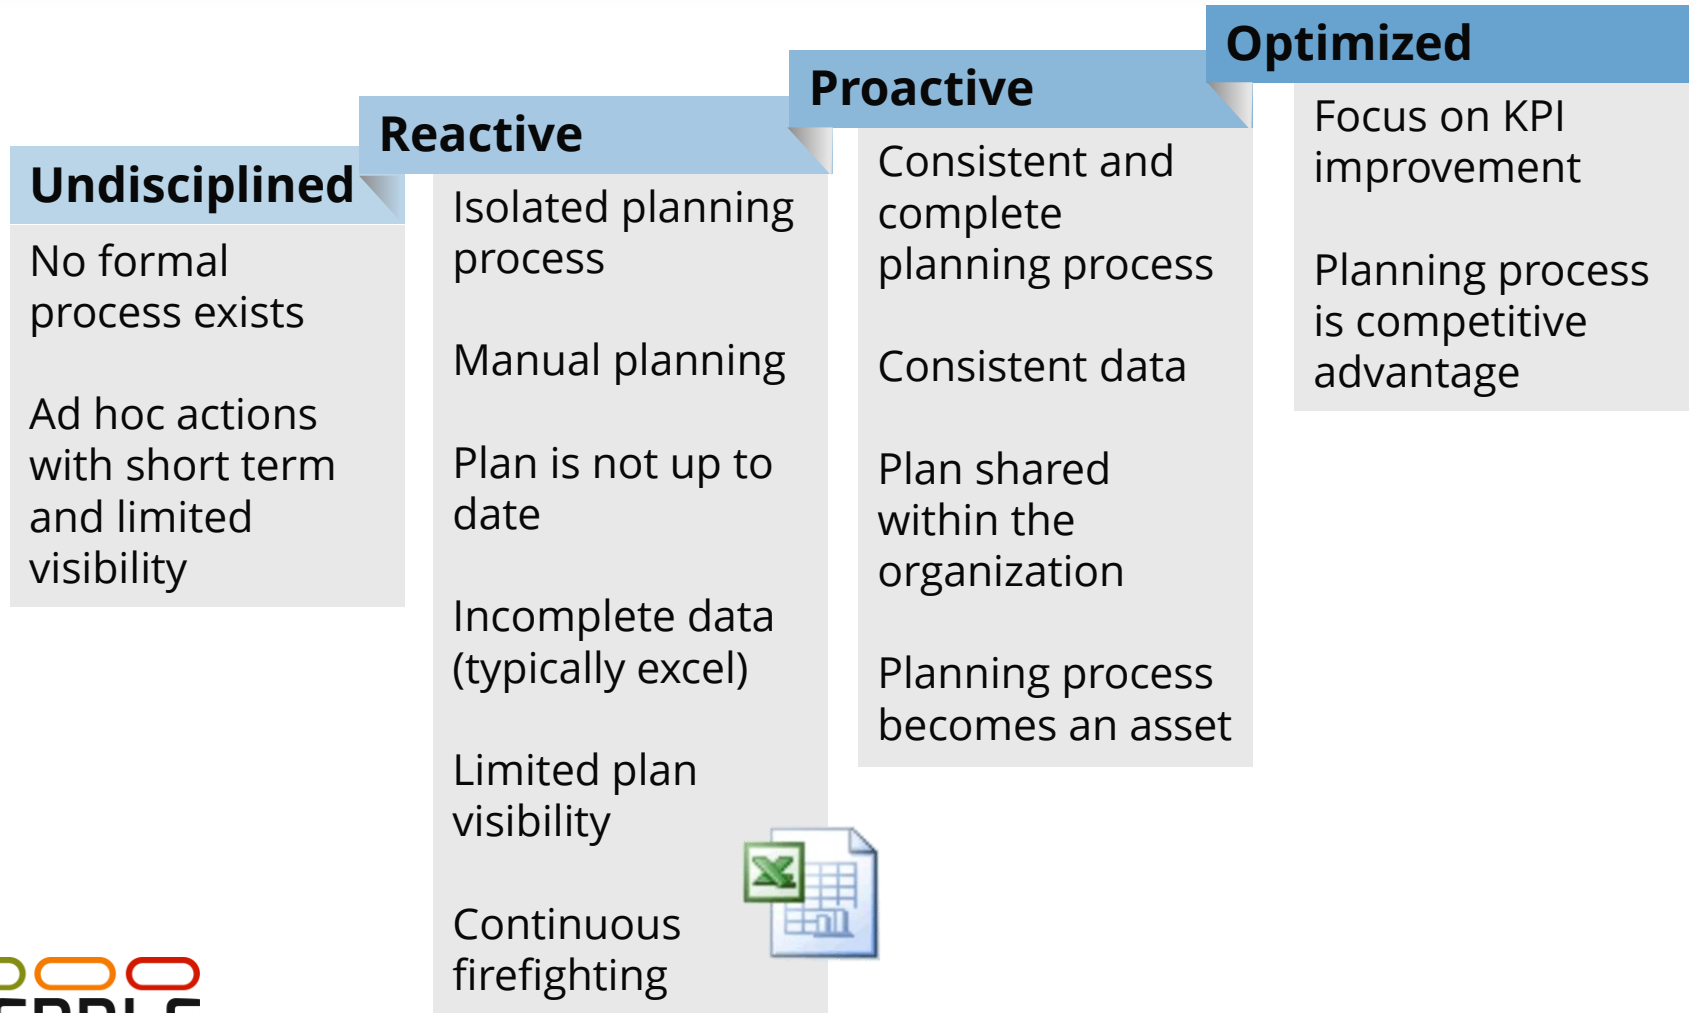 Undisciplined
No formal
process exists
Ad hoc actions
with short term
and limited
visibility
Reactive
Isolated planning
process
Manual planning
Plan is not up to
date
Incomplete data
(typically excel)
Limited plan
visibility
Continuous
firefighting
Proactive
Consistent and
complete
planning process
Consistent data
Plan shared
within the
organization
Planning process
becomes an asset
Optimized
Focus on KPI
improvement
Planning process
is competitive
advantage